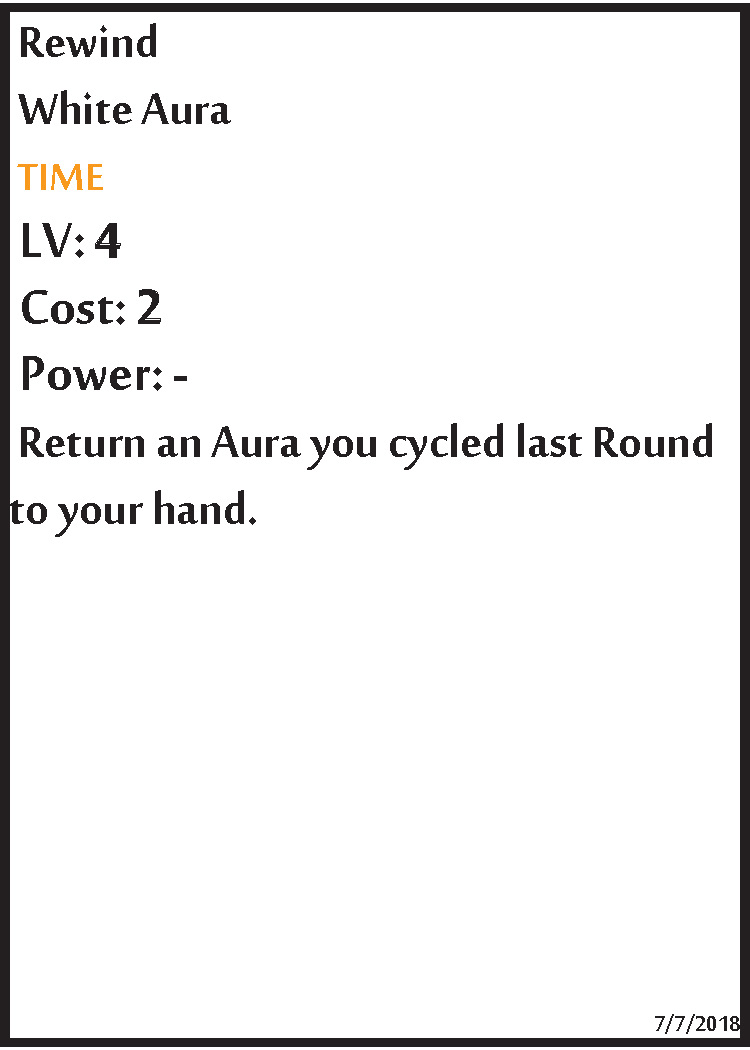 Rewind
White Aura
TIME
LV: 4
Cost: 2
Power: -
Return an Aura you cycled last Round
to your hand.
7/7/2018